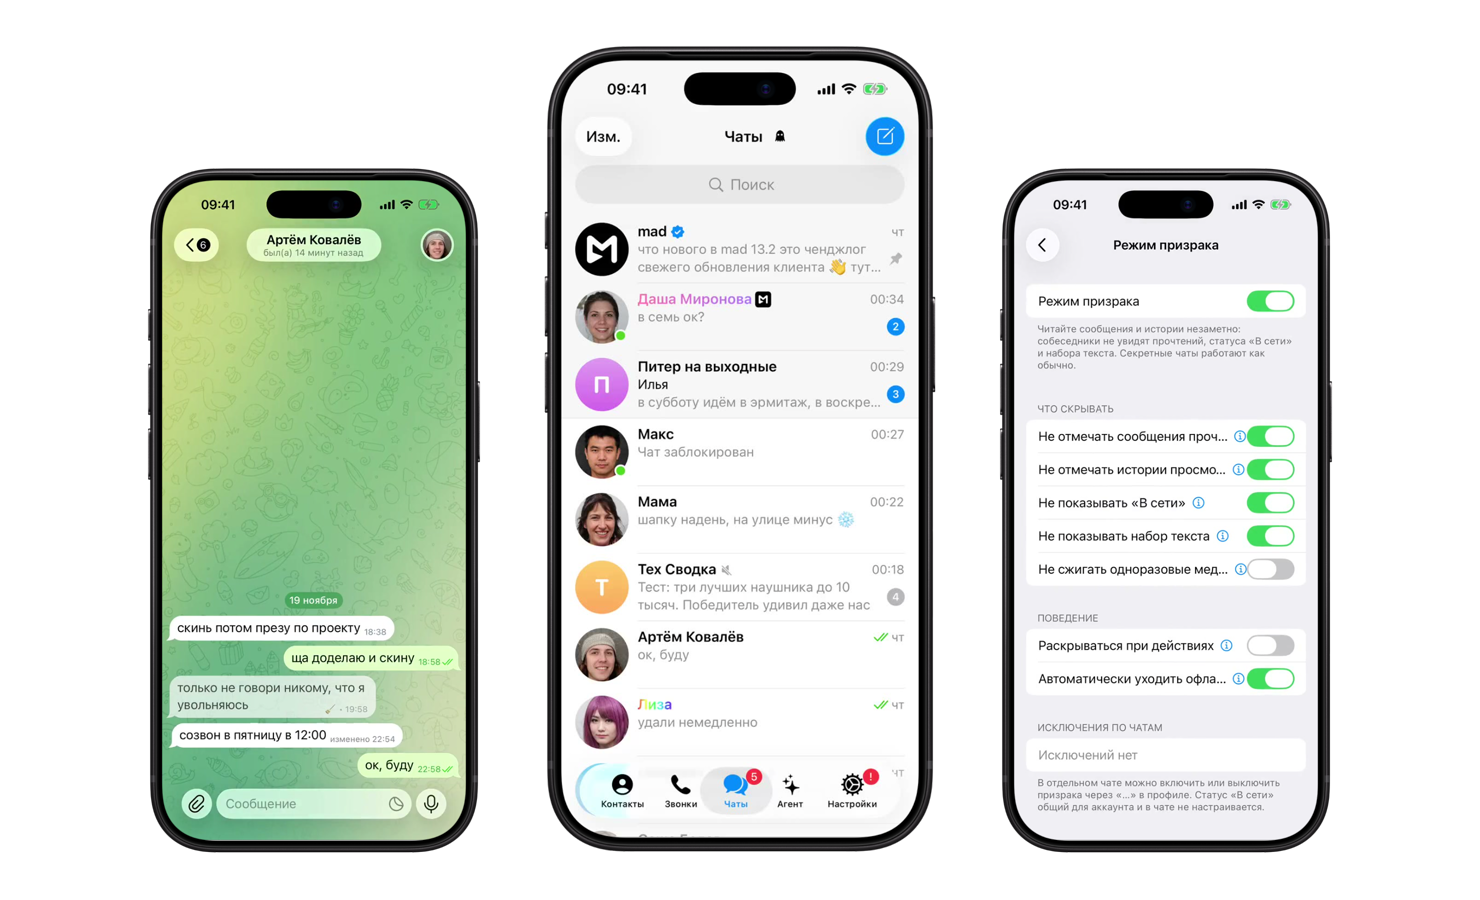 09:41
6
Артём Ковалёв
был(а) 14 минут назад
19 ноября
скинь потом презу по проекту 18:38
ща доделаю и скину 18:58
только не говори никому, что я
увольняюсь
• 19:58
созвон в пятницу в 12:00 изменено 22:54
ок, буду 22:58
Сообщение
09:41
Изм.
Чаты
Поиск
mad
чт
что нового в mad 13.2 это ченджлог
свежего обновления клиента 👋 тут...
Даша Миронова
00:34
в семь ок?
2
П
Питер на выходные
00:29
Илья
в субботу идём в эрмитаж, в воскре...
3
Макс
00:27
Чат заблокирован
Мама
00:22
шапку надень, на улице минус ❄️
Т
Тех Сводка
00:18
Тест: три лучших наушника до 10
тысяч. Победитель удивил даже нас
4
Артём Ковалёв
чт
ок, буду
Лиза
чт
удали немедленно
чт
5
!
Контакты
Звонки
Чаты
Агент
Настройки
09:41
Режим призрака
Режим призрака
Читайте сообщения и истории незаметно:
собеседники не увидят прочтений, статуса «В сети»
и набора текста. Секретные чаты работают как
обычно.
ЧТО СКРЫВАТЬ
Не отмечать сообщения проч...
Не отмечать истории просмо...
Не показывать «В сети»
Не показывать набор текста
Не сжигать одноразовые мед...
ПОВЕДЕНИЕ
Раскрываться при действиях
Автоматически уходить офла...
ИСКЛЮЧЕНИЯ ПО ЧАТАМ
Исключений нет
В отдельном чате можно включить или выключить
призрака через «...» в профиле. Статус «В сети»
общий для аккаунта и в чате не настраивается.